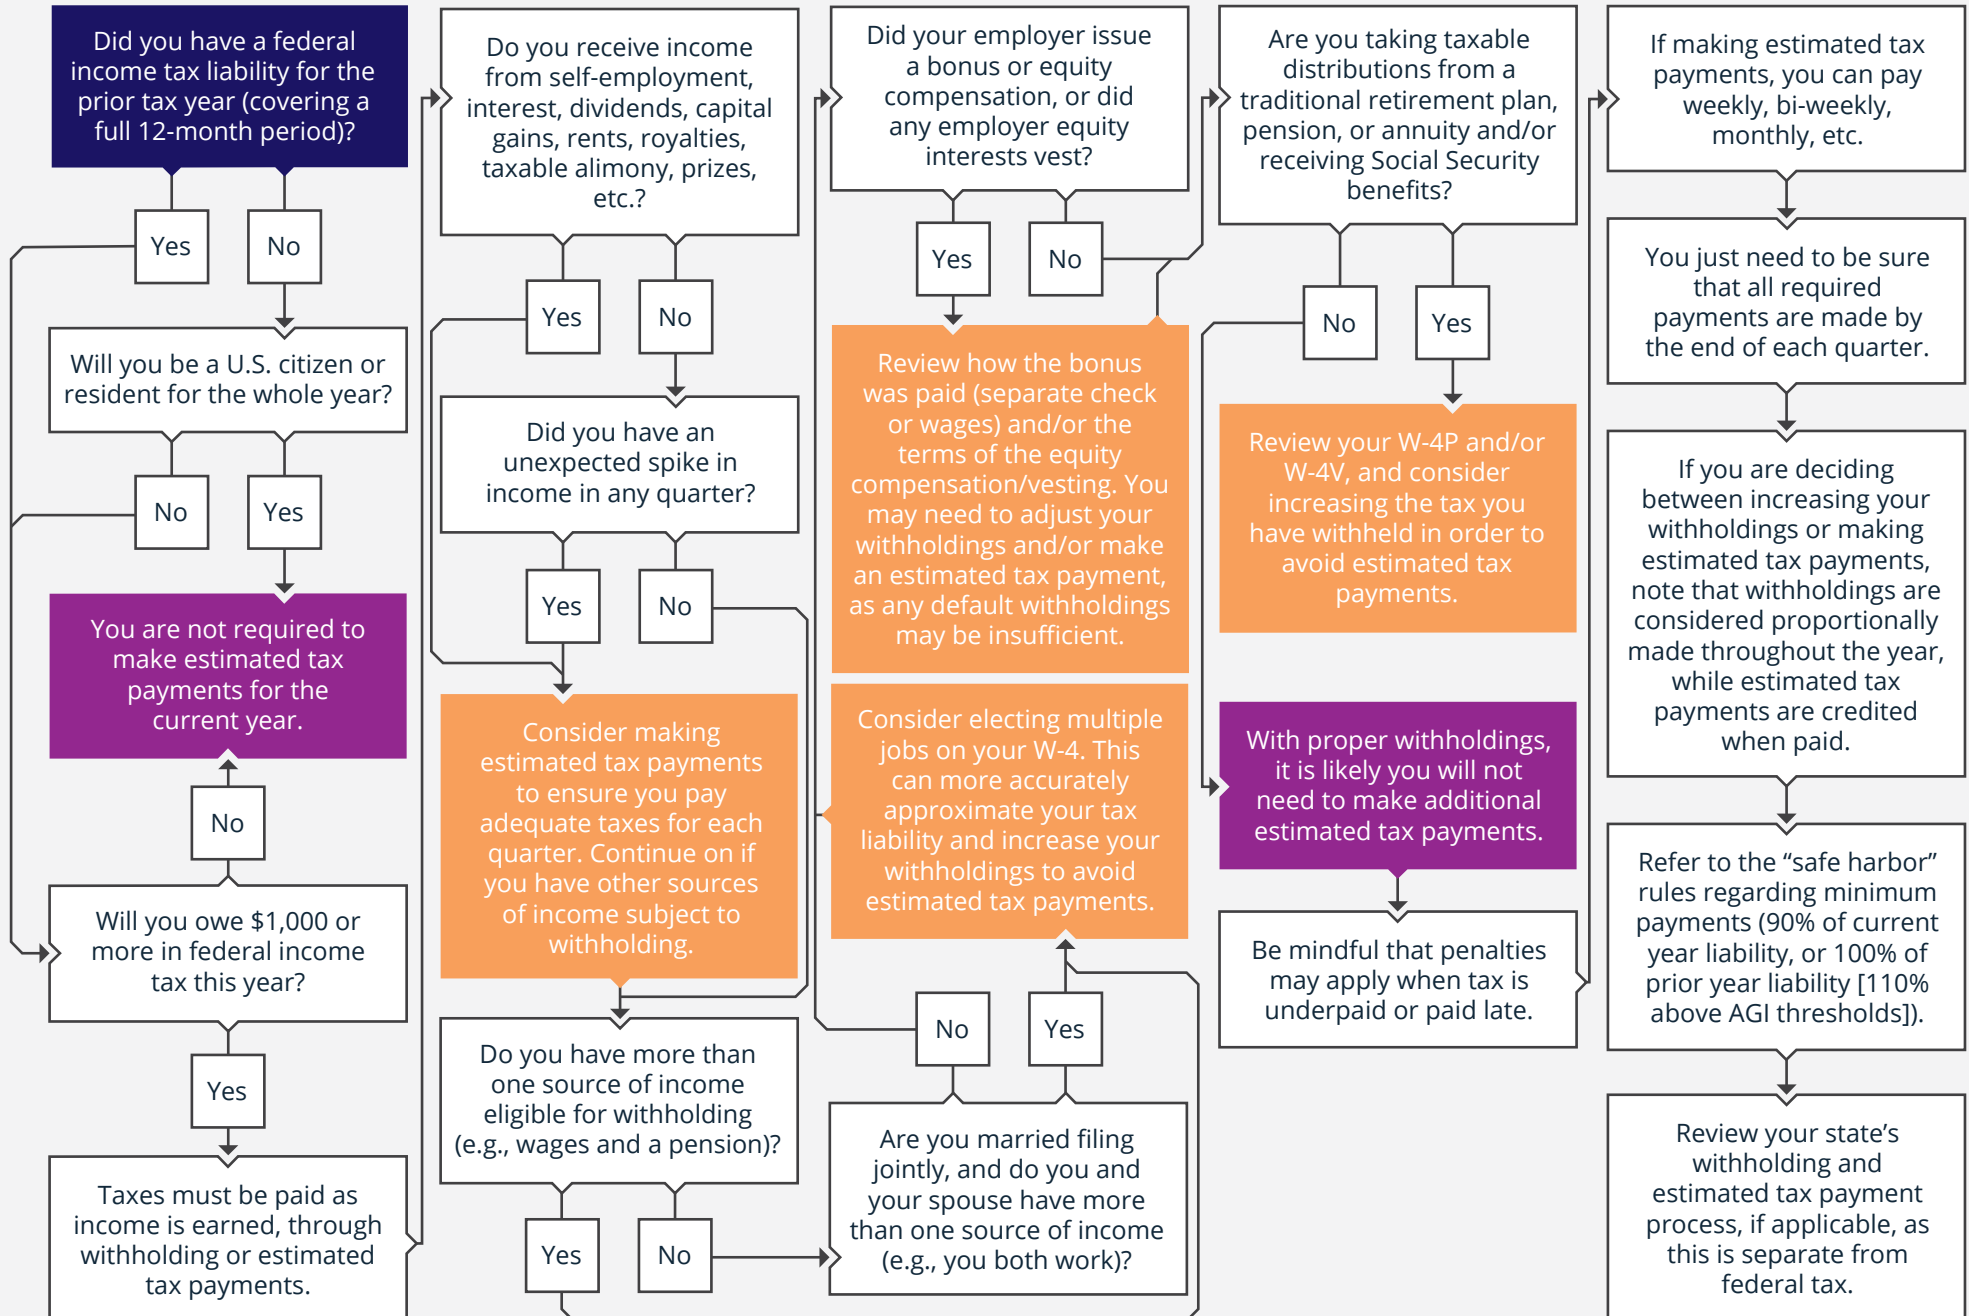 Did you have a federal
income tax liability for the
prior tax year (covering a
full 12-month period)?
Yes
No
Will you be a U.S. citizen or
resident for the whole year?
No
Yes
You are not required to
make estimated tax
payments for the
current year.
No
Will you owe $1,000 or
more in federal income
tax this year?
Yes
Taxes must be paid as
income is earned, through
withholding or estimated
tax payments.
Do you receive income
from self-employment,
interest, dividends, capital
gains, rents, royalties,
taxable alimony, prizes,
etc.?
Yes
No
Did you have an
unexpected spike in
income in any quarter?
Yes
No
Consider making
estimated tax payments
to ensure you pay
adequate taxes for each
quarter. Continue on if
you have other sources
of income subject to
withholding.
Do you have more than
one source of income
eligible for withholding
(e.g., wages and a pension)?
Yes
No
Did your employer issue
a bonus or equity
compensation, or did
any employer equity
interests vest?
Yes
No
Review how the bonus
was paid (separate check
or wages) and/or the
terms of the equity
compensation/vesting. You
may need to adjust your
withholdings and/or make
an estimated tax payment,
as any default withholdings
may be insufficient.
Consider electing multiple
jobs on your W-4. This
can more accurately
approximate your tax
liability and increase your
withholdings to avoid
estimated tax payments.
No
Yes
Are you married filing
jointly, and do you and
your spouse have more
than one source of income
(e.g., you both work)?
Are you taking taxable
distributions from a
traditional retirement plan,
pension, or annuity and/or
receiving Social Security
benefits?
No
Yes
Review your W-4P and/or
W-4V, and consider
increasing the tax you
have withheld in order to
avoid estimated tax
payments.
With proper withholdings,
it is likely you will not
need to make additional
estimated tax payments.
Be mindful that penalties
may apply when tax is
underpaid or paid late.
If making estimated tax
payments, you can pay
weekly, bi-weekly,
monthly, etc.
You just need to be sure
that all required
payments are made by
the end of each quarter.
If you are deciding
between increasing your
withholdings or making
estimated tax payments,
note that withholdings are
considered proportionally
made throughout the year,
while estimated tax
payments are credited
when paid.
Refer to the “safe harbor”
rules regarding minimum
payments (90% of current
year liability, or 100% of
prior year liability [110%
above AGI thresholds]).
Review your state’s
withholding and
estimated tax payment
process, if applicable, as
this is separate from
federal tax.